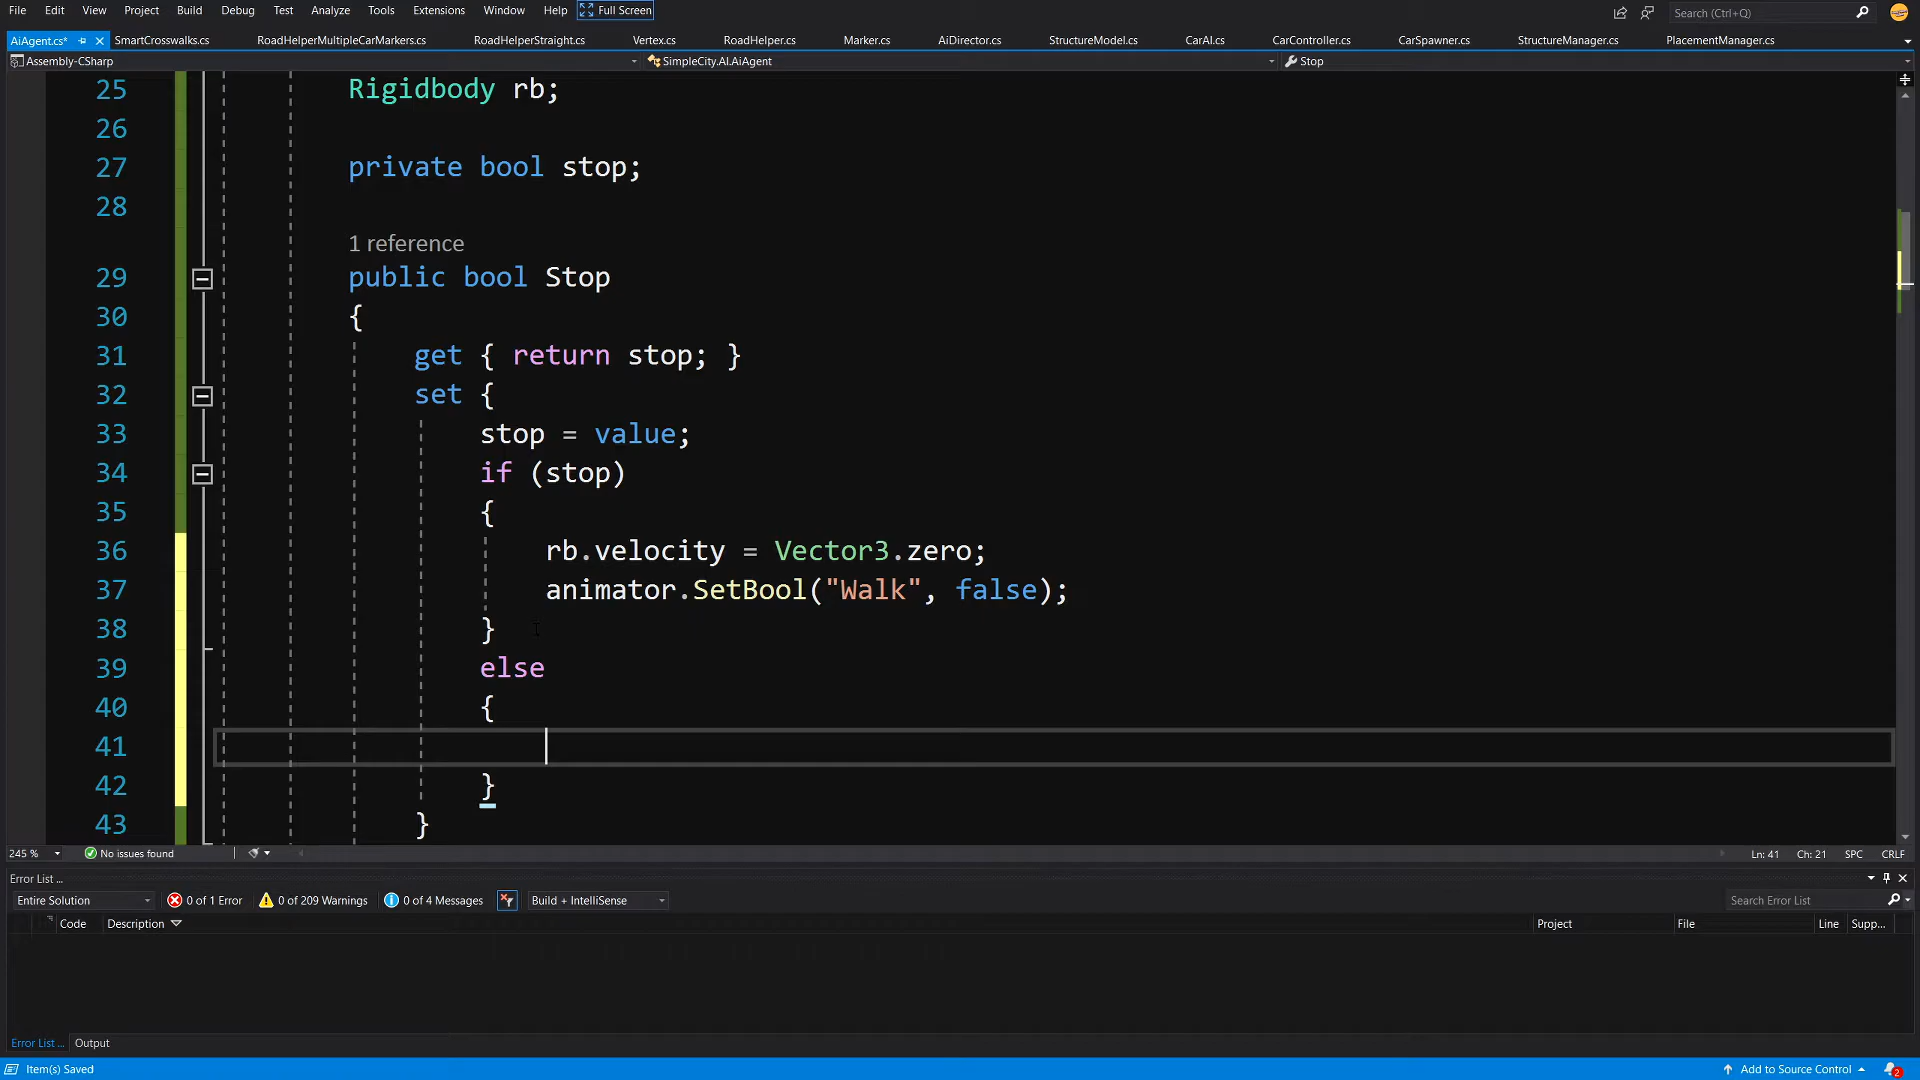 File Edit View Project Build Debug Test Analyze Tools Extensions Window Help Full Screen Search (Ctrl+Q)
AiAgent.cs* SmartCrosswalks.cs RoadHelperMultipleCarMarkers.cs RoadHelperStraight.cs Vertex.cs RoadHelper.cs Marker.cs AiDirector.cs StructureModel.cs CarAI.cs CarController.cs CarSpawner.cs StructureManager.cs PlacementManager.cs
Assembly-CSharp SimpleCity.AI.AiAgent Stop
25 Rigidbody rb;
26
27 private bool stop;
28
1 reference
29 public bool Stop
30 {
31 get { return stop; }
32 set {
33 stop = value;
34 if (stop)
35 {
36 rb.velocity = Vector3.zero;
37 animator.SetBool("Walk", false);
38 }
39 else
40 {
41
42 }
43 }
245 % No issues found Ln: 41 Ch: 21 SPC CRLF
Error List ...
Entire Solution 0 of 1 Error 0 of 209 Warnings 0 of 4 Messages Build + IntelliSense Search Error List
Code Description Project File Line Supp...
Error List ... Output
Item(s) Saved Add to Source Control 2